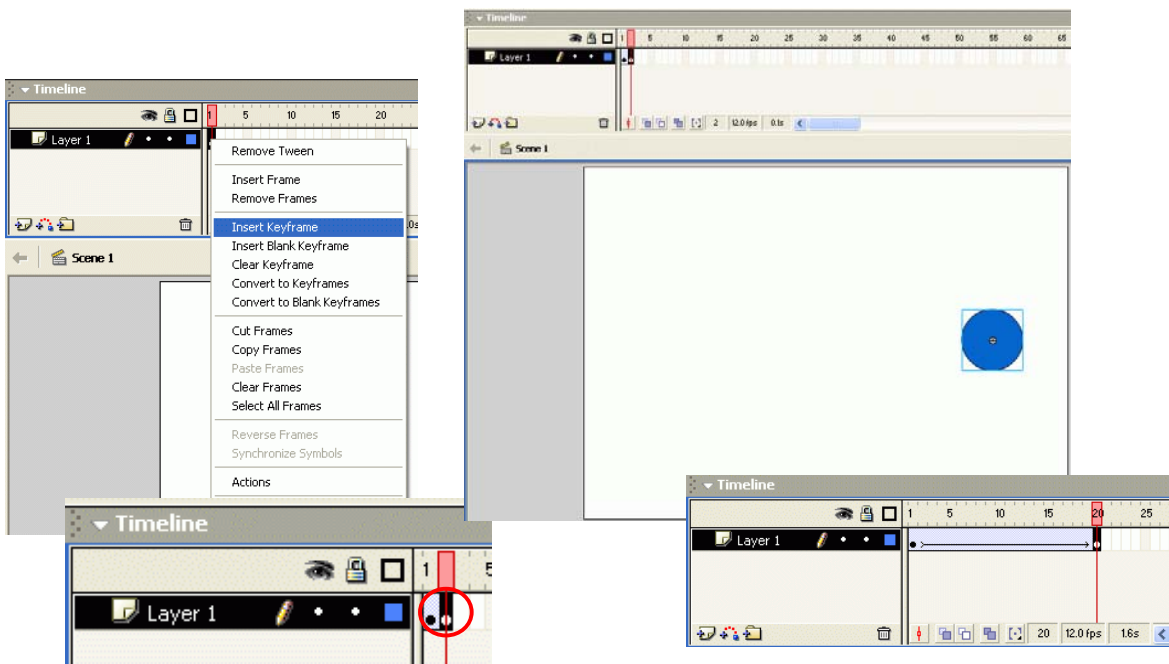 Timeline
1 5 10 15 20
Layer 1
Remove Tween
Insert Frame
Remove Frames
Insert Keyframe
Insert Blank Keyframe
Clear Keyframe
Convert to Keyframes
Convert to Blank Keyframes
Cut Frames
Copy Frames
Paste Frames
Clear Frames
Select All Frames
Reverse Frames
Synchronize Symbols
Actions
Scene 1
Timeline
1 5 10 15 20 25 30 35 40 45 50 55 60 65
Layer 1
2 12.0 fps 0.1s
Scene 1
Timeline
1 5
Layer 1
Timeline
1 5 10 15 20 25
Layer 1
20 12.0 fps 1.6s